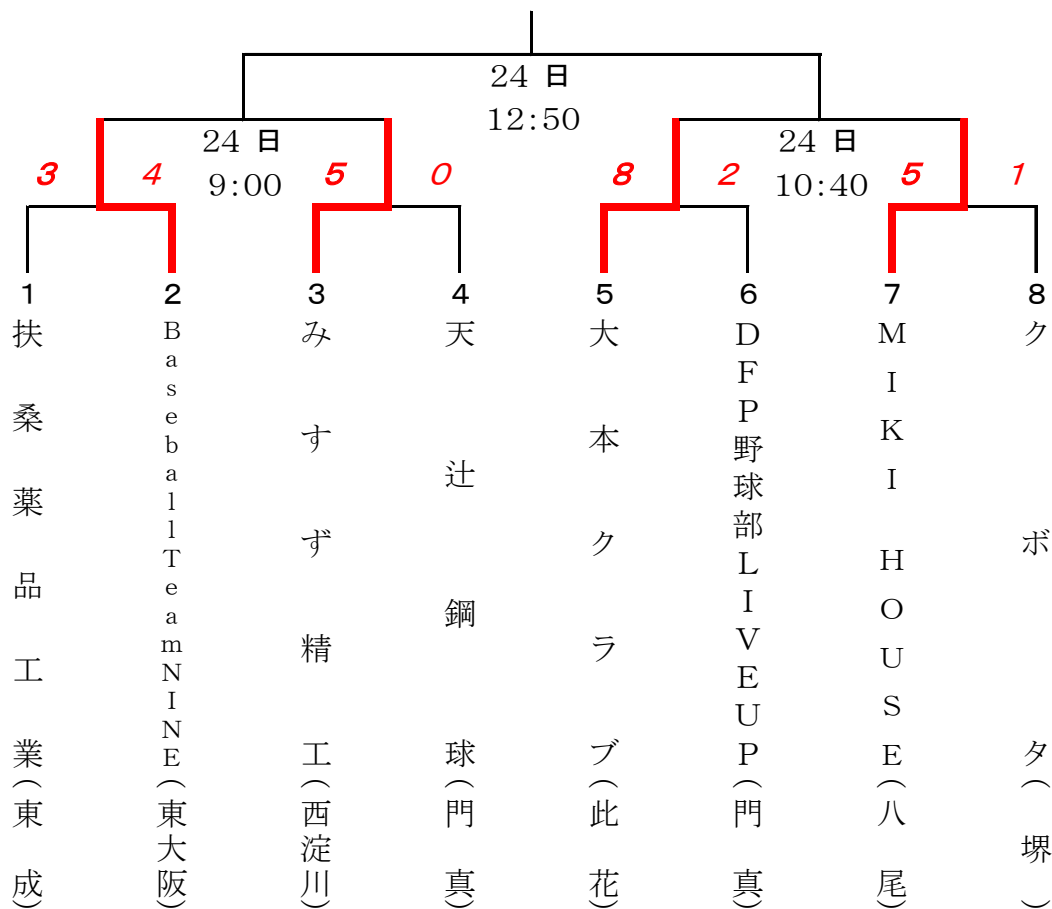 24 日
12:50
24 日
9:00
24 日
10:40
3 4 5 0 8 2 5 1
1 2 3 4 5 6 7 8
扶桑薬品工業(東成)
BaseballTeamNINE(東大阪)
みすず精工(西淀川)
天辻鋼球(門真)
大本クラブ(此花)
DFP野球部LIVEUP(門真)
MIKI HOUSE(八尾)
クボタ(堺)